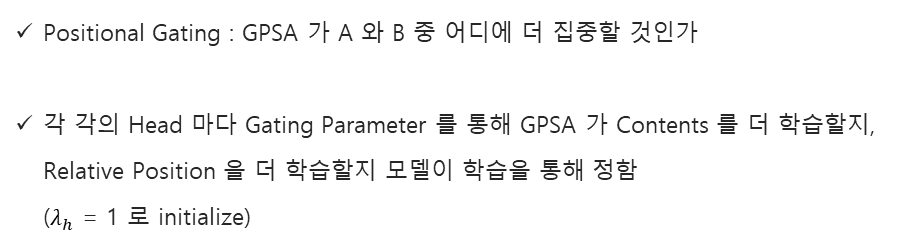 ✓ Positional Gating : GPSA 가 A 와 B 중 어디에 더 집중할 것인가
✓ 각 각의 Head 마다 Gating Parameter 를 통해 GPSA 가 Contents 를 더 학습할지,
Relative Position 을 더 학습할지 모델이 학습을 통해 정함
(λₕ = 1 로 initialize)